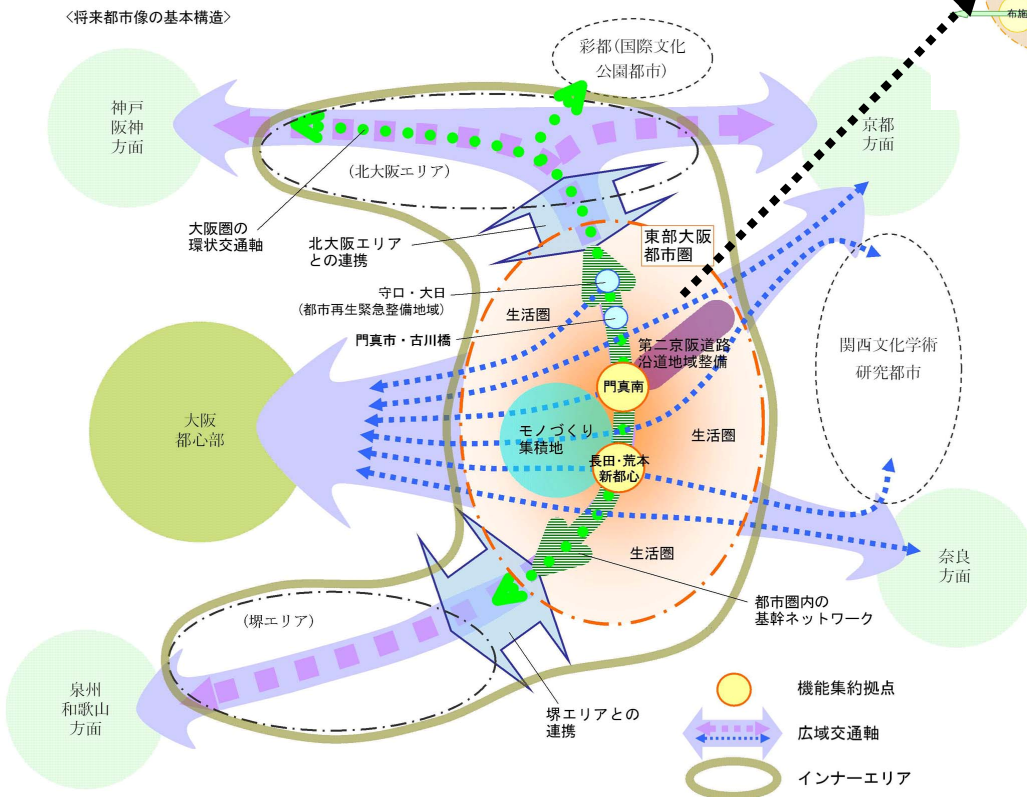 〈将来都市像の基本構造〉
布施
彩都(国際文化
公園都市)
神戸
阪神
方面
京都
方面
(北大阪エリア)
大阪圏の
環状交通軸
北大阪エリア
との連携
東部大阪
都市圏
守口・大日
(都市再生緊急整備地域)
生活圏
門真市・古川橋
第二京阪道路
沿道地域整備
関西文化学術
研究都市
門真南
大阪
都心部
モノづくり
集積地
生活圏
長田・荒本
新都心
生活圏
奈良
方面
都市圏内の
基幹ネットワーク
(堺エリア)
泉州
和歌山
方面
堺エリアとの
連携
機能集約拠点
広域交通軸
インナーエリア